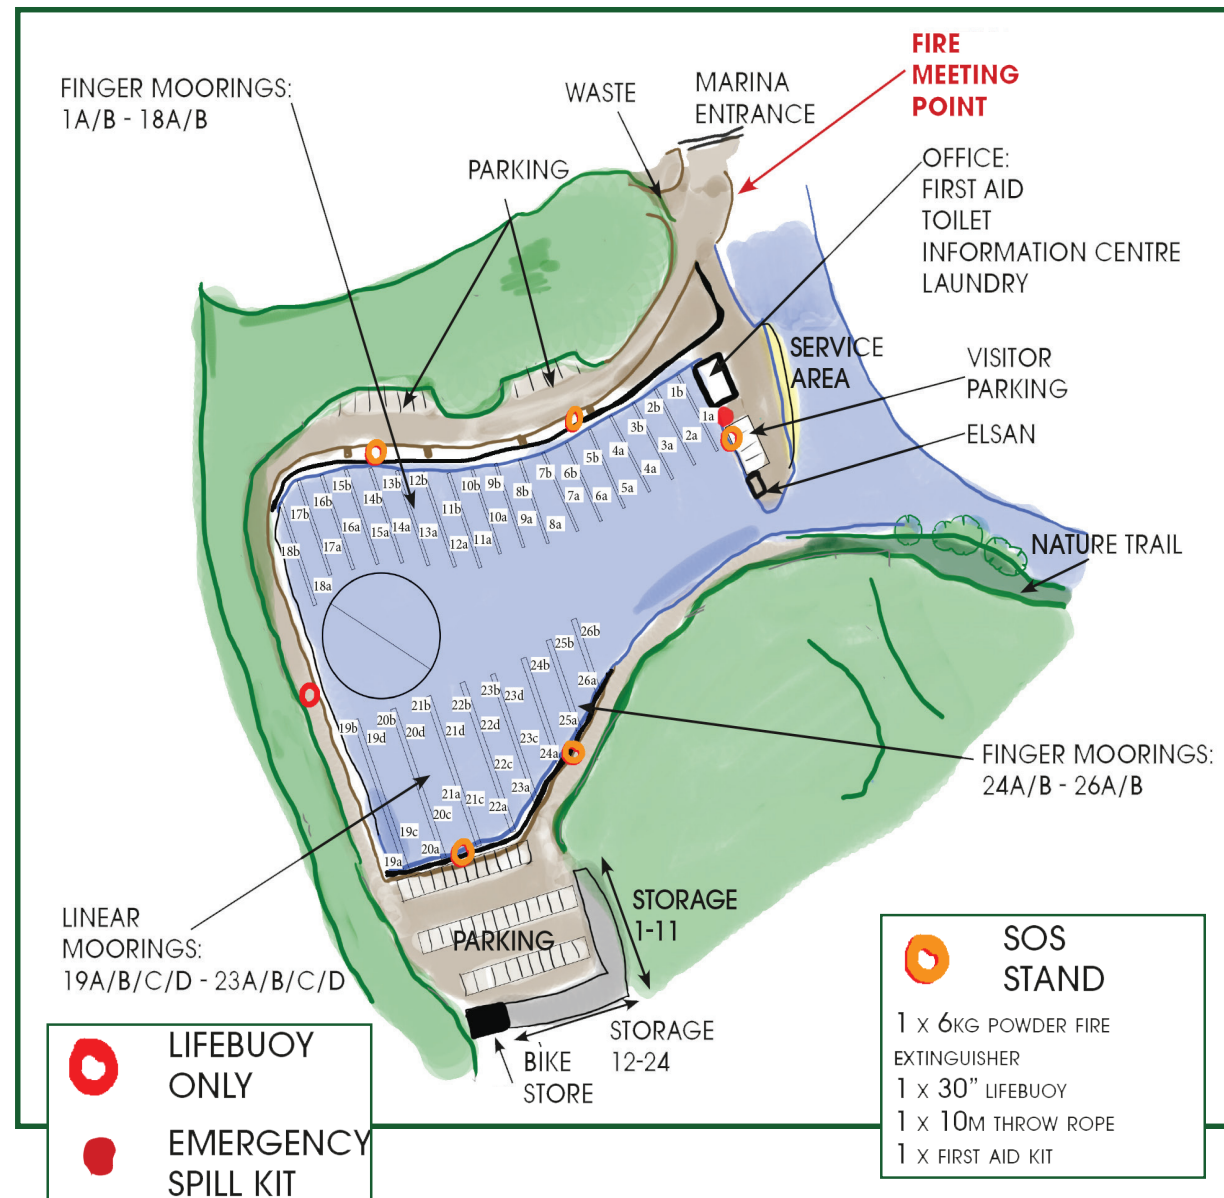 FIRE
MEETING
POINT
MARINA
ENTRANCE
WASTE
FINGER MOORINGS:
1A/B - 18A/B
PARKING
OFFICE:
FIRST AID
TOILET
INFORMATION CENTRE
LAUNDRY
SERVICE
AREA
VISITOR
PARKING
ELSAN
NATURE TRAIL
1b
2b
3b
4a
5b
6b
7b
1a
2a
3a
4a
5a
6a
7a
8b
8a
9b
9a
10b
10a
11b
11a
12b
12a
13b
13a
14b
14a
15b
15a
16b
16a
17b
17a
18b
18a
26b
25b
24b
26a
25a
24a
23b
23d
23c
23a
22b
22d
22c
22a
21b
21d
21a
21c
20b
20d
20c
20a
19b
19d
19c
19a
FINGER MOORINGS:
24A/B - 26A/B
LINEAR
MOORINGS:
19A/B/C/D - 23A/B/C/D
PARKING
STORAGE
1-11
STORAGE
12-24
BIKE
STORE
LIFEBUOY
ONLY
EMERGENCY
SPILL KIT
SOS
STAND
1 X 6KG POWDER FIRE
EXTINGUISHER
1 X 30” LIFEBUOY
1 X 10M THROW ROPE
1 X FIRST AID KIT